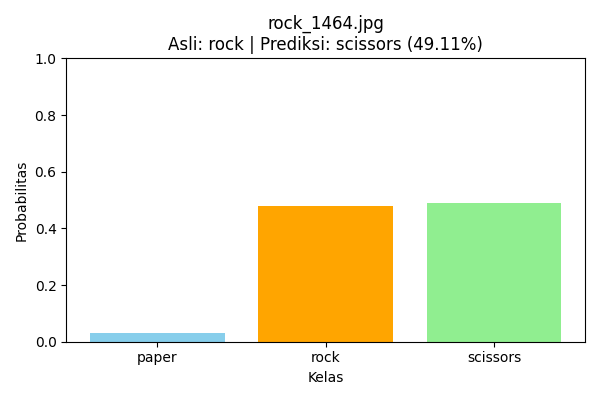 rock_1464.jpg
Asli: rock | Prediksi: scissors (49.11%)
1.0
0.8
0.6
0.4
0.2
0.0
Probabilitas
paper
rock
scissors
Kelas